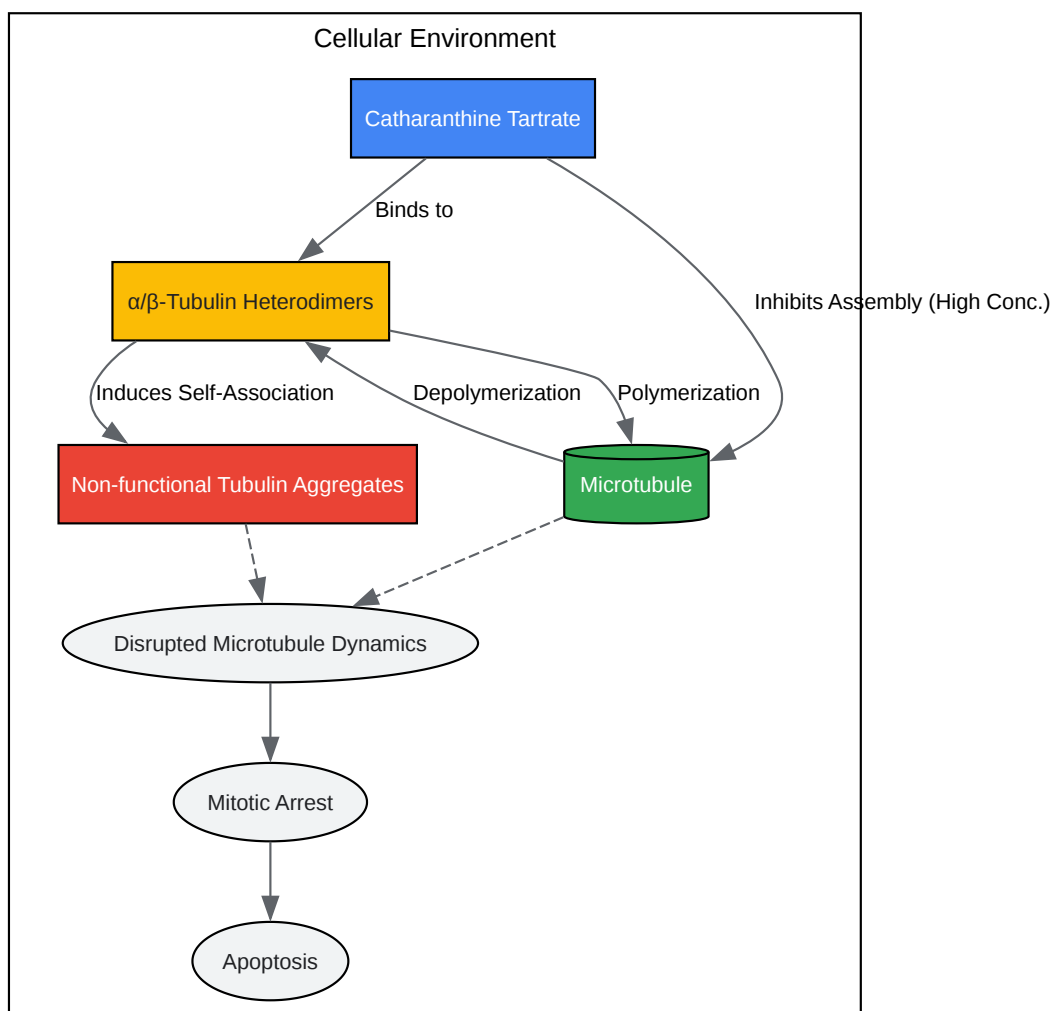 Cellular Environment
Catharanthine Tartrate
Binds to
α/β-Tubulin Heterodimers
Inhibits Assembly (High Conc.)
Induces Self-Association
Depolymerization
Polymerization
Non-functional Tubulin Aggregates
Microtubule
Disrupted Microtubule Dynamics
Mitotic Arrest
Apoptosis